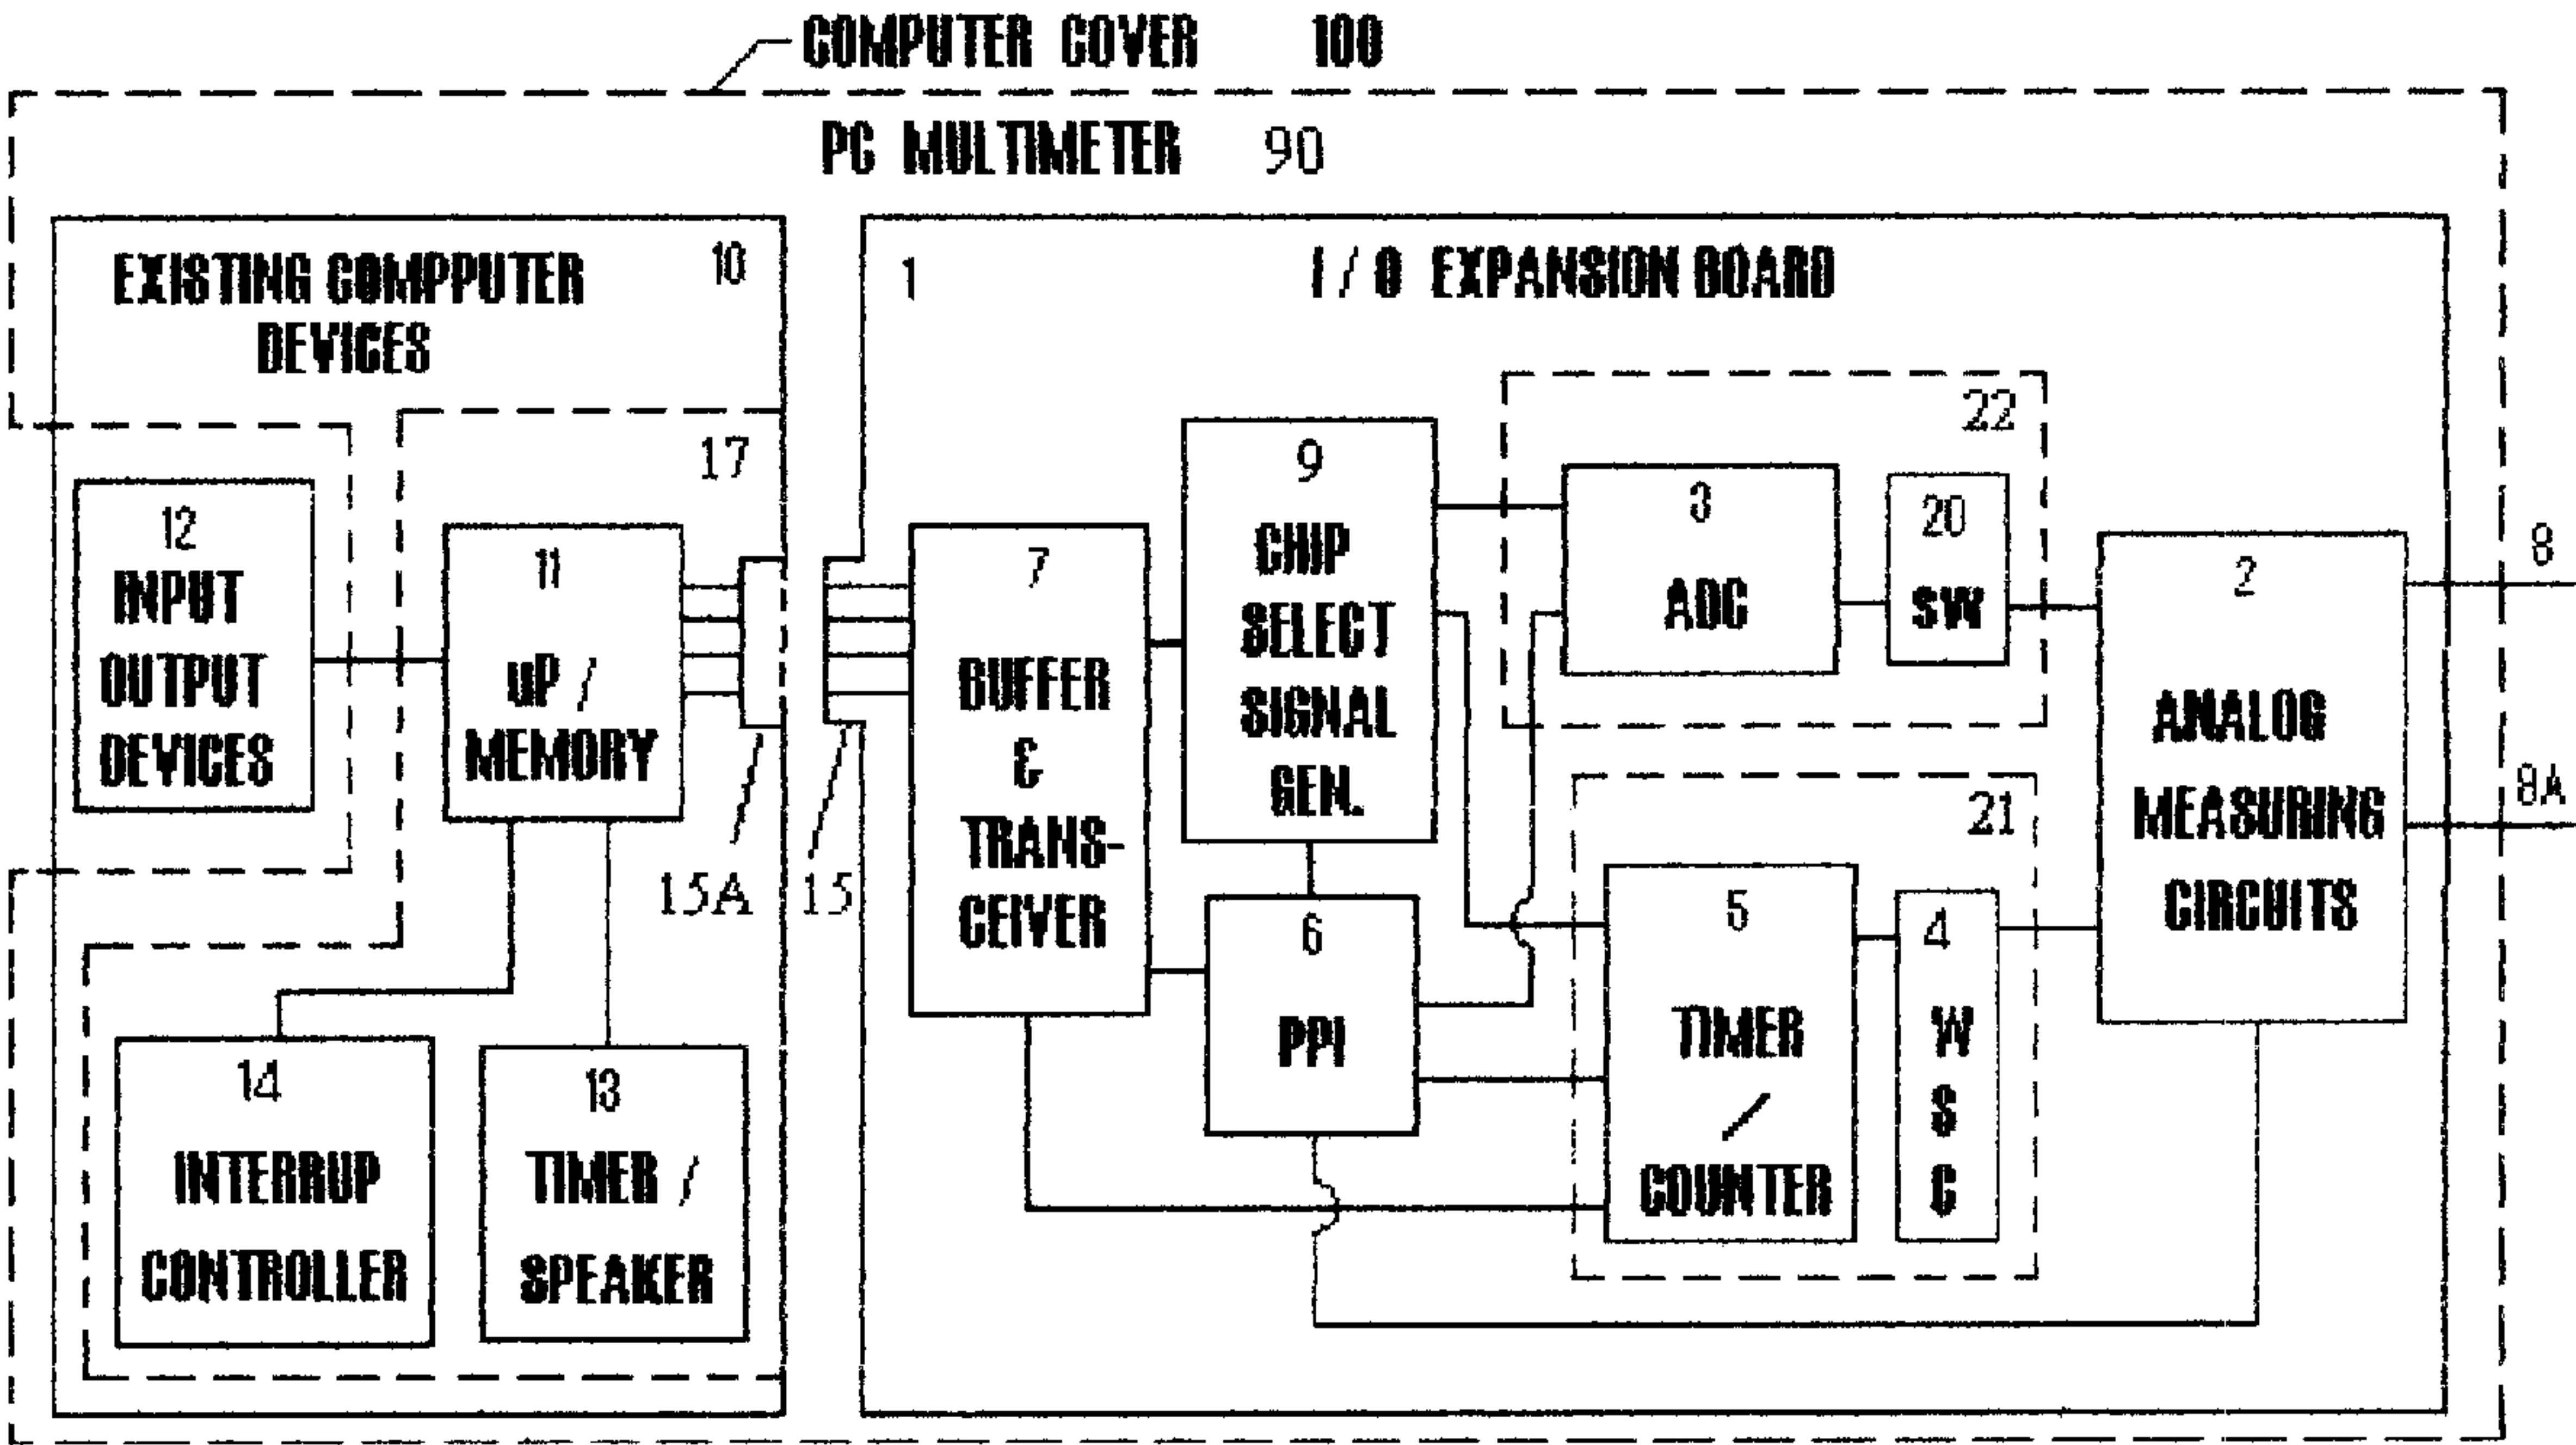 COMPUTER COVER 100
PC MULTIMETER 90
EXISTING COMPPUTER
DEVICES
10
17
12
INPUT
OUTPUT
DEVICES
11
uP /
MEMORY
15A
14
INTERRUP
CONTROLLER
13
TIMER /
SPEAKER
1
I / O EXPANSION BOARD
15
7
BUFFER
&
TRANS-
CEIVER
9
CHIP
SELECT
SIGNAL
GEN.
6
PPI
22
3
ADC
20
SW
21
5
TIMER
/
COUNTER
4
W
S
C
2
ANALOG
MEASURING
CIRCUITS
8
8A